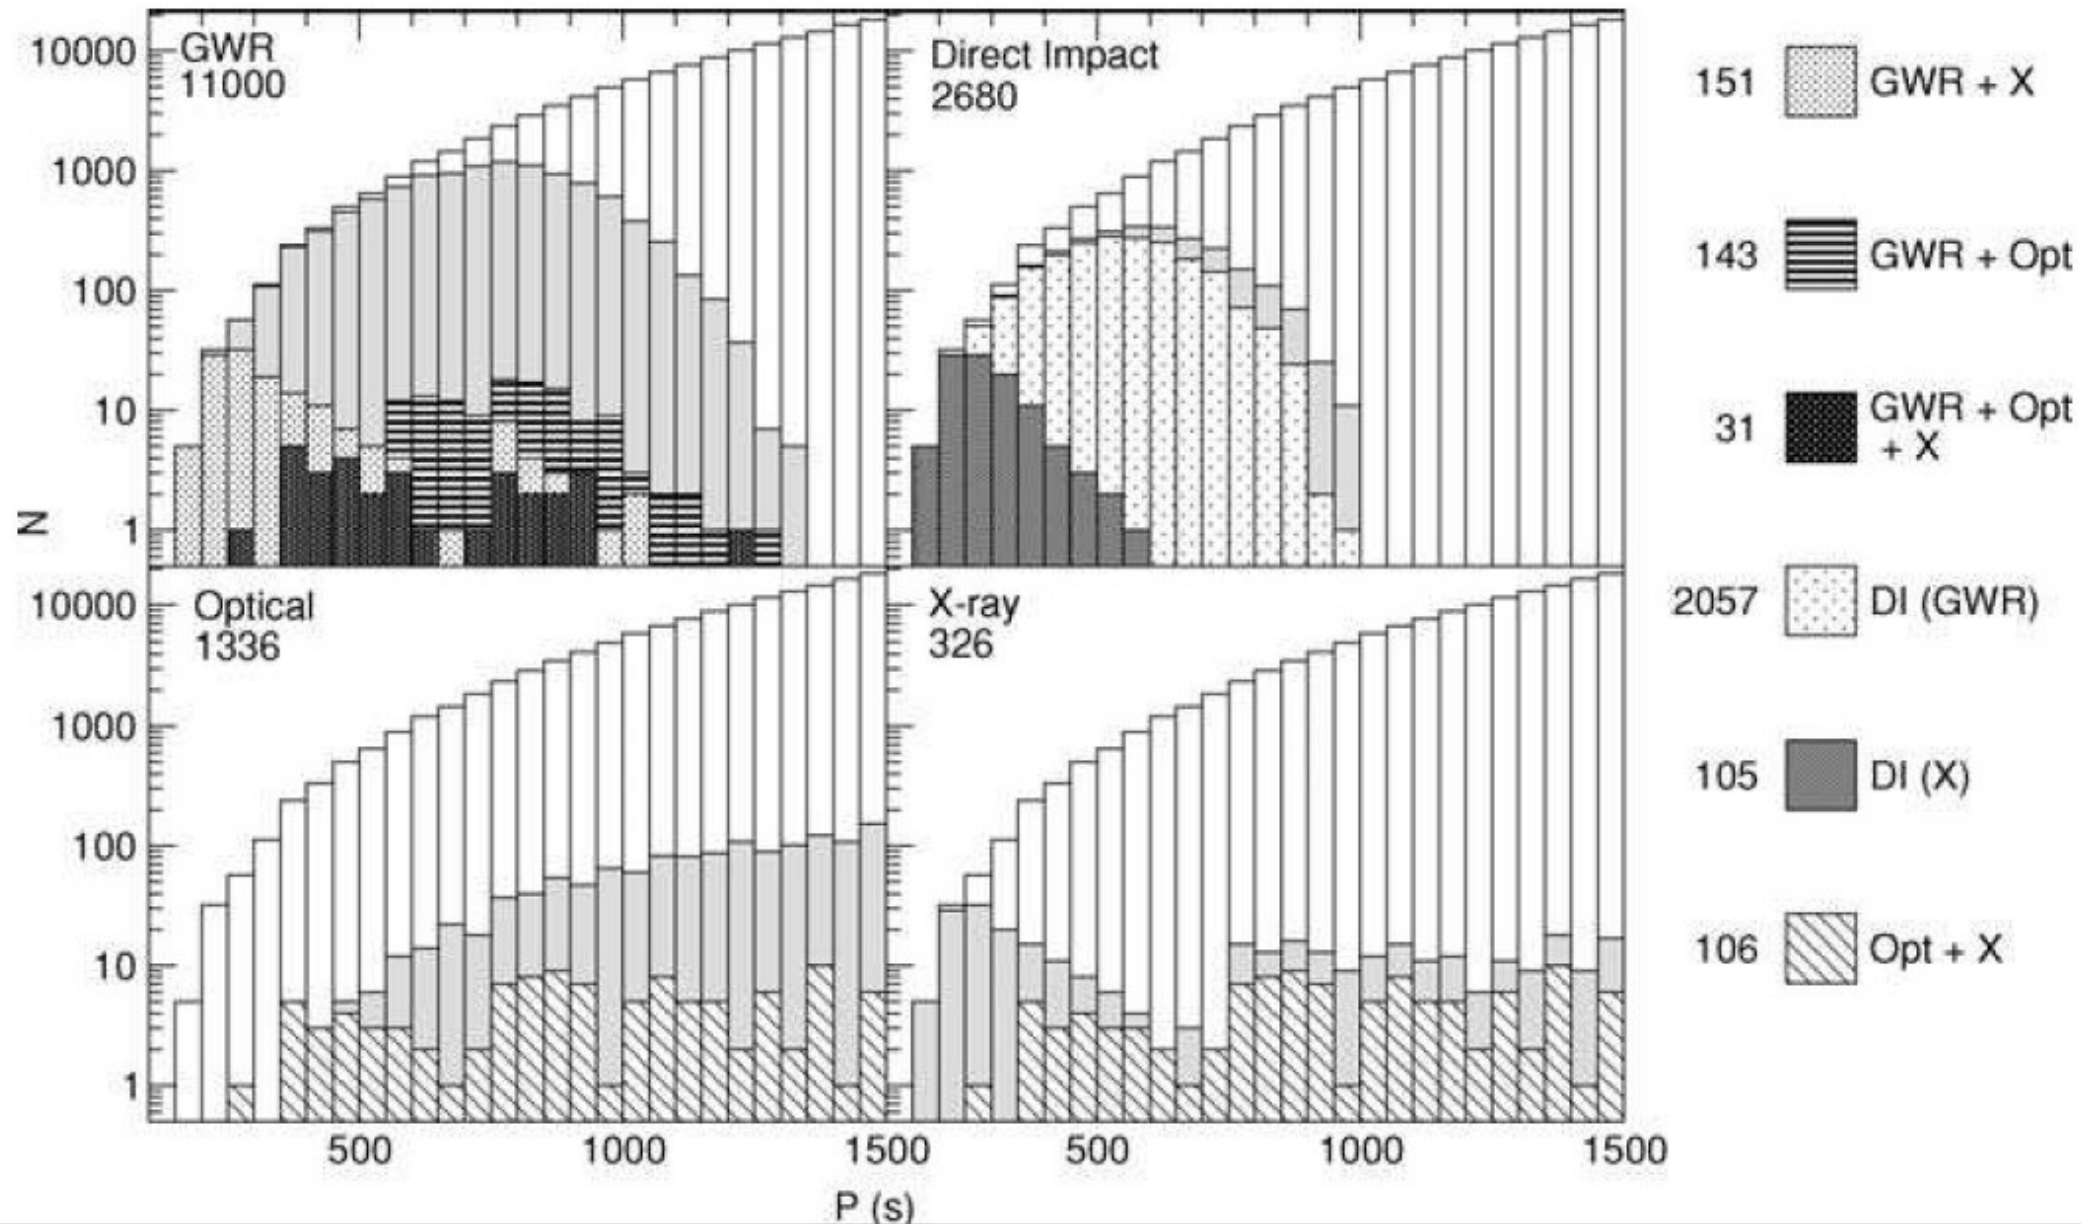 GWR
11000
10000
1000
100
10
1
Direct Impact
2680
N
Optical
1336
10000
1000
100
10
1
X-ray
326
500
1000
1500
500
1000
1500
P (s)
151 GWR + X
143 GWR + Opt
31 GWR + Opt
+ X
2057 DI (GWR)
105 DI (X)
106 Opt + X